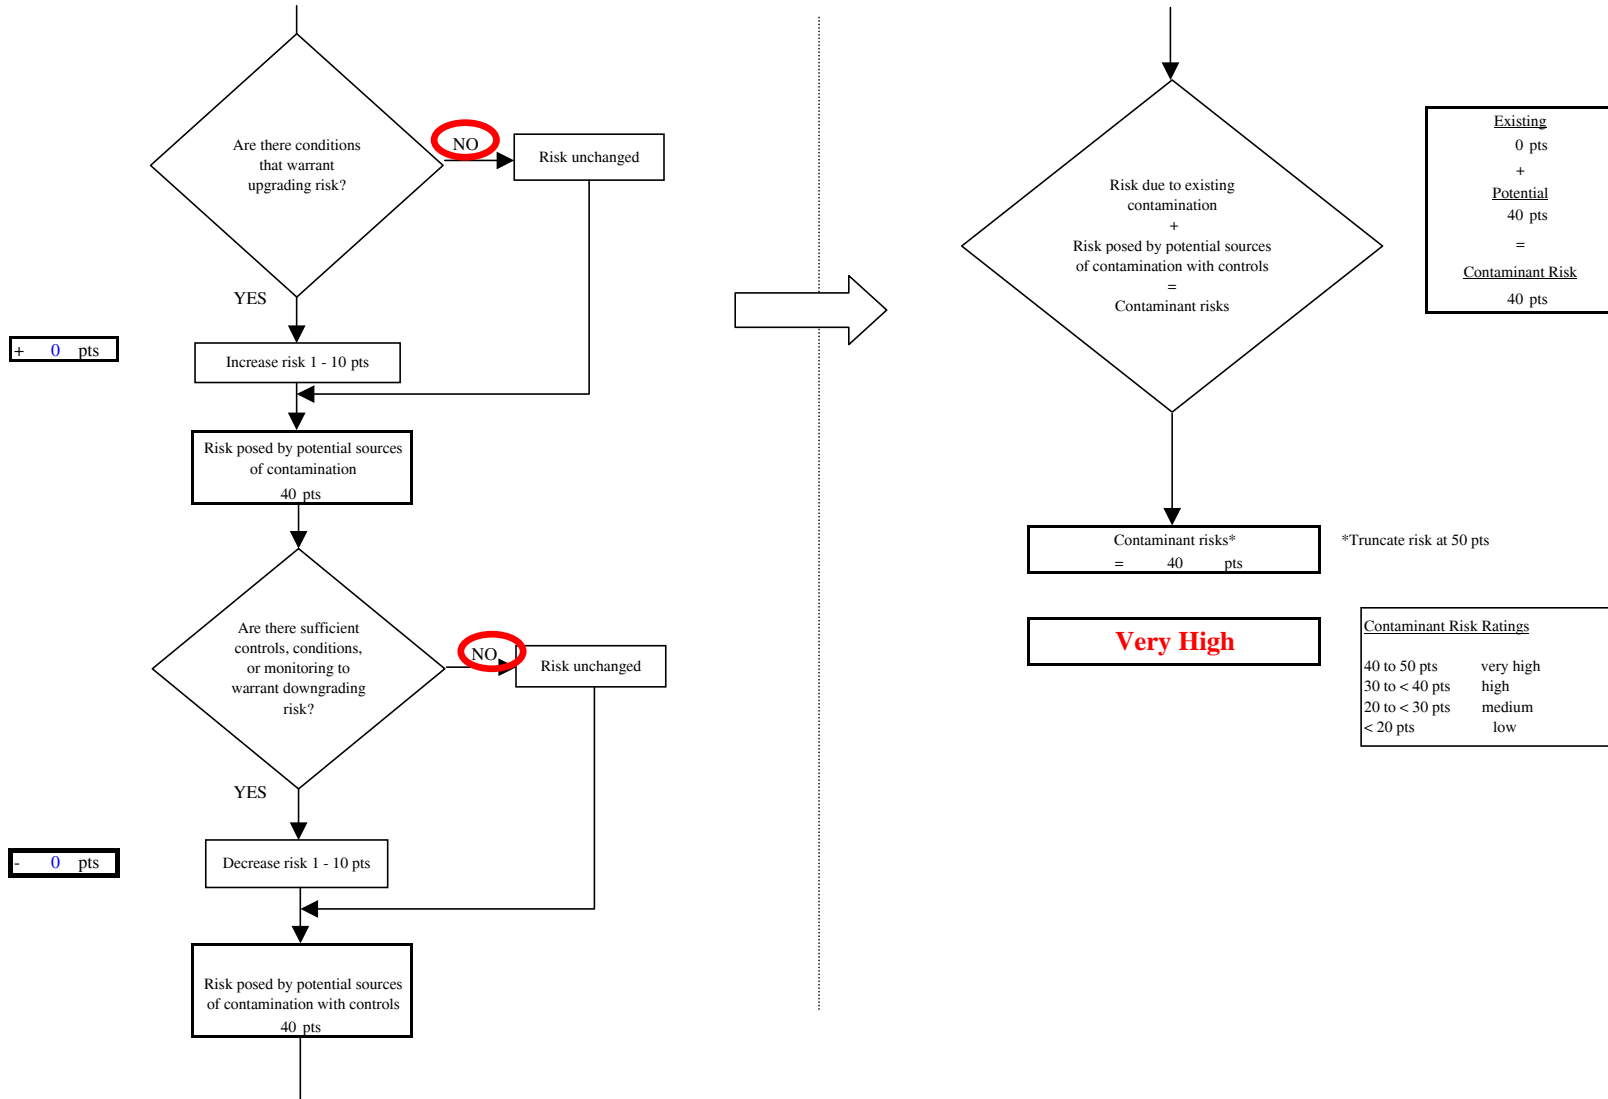 Are there conditions
that warrant
upgrading risk?
NO
Risk unchanged
YES
+ 0 pts
Increase risk 1 - 10 pts
Risk posed by potential sources
of contamination
40 pts
Are there sufficient
controls, conditions,
or monitoring to
warrant downgrading
risk?
NO
Risk unchanged
YES
- 0 pts
Decrease risk 1 - 10 pts
Risk posed by potential sources
of contamination with controls
40 pts
Risk due to existing
contamination
+
Risk posed by potential sources
of contamination with controls
=
Contaminant risks
Existing
0 pts
+
Potential
40 pts
=
Contaminant Risk
40 pts
Contaminant risks*
= 40 pts
*Truncate risk at 50 pts
Very High
Contaminant Risk Ratings
40 to 50 pts very high
30 to < 40 pts high
20 to < 30 pts medium
< 20 pts low